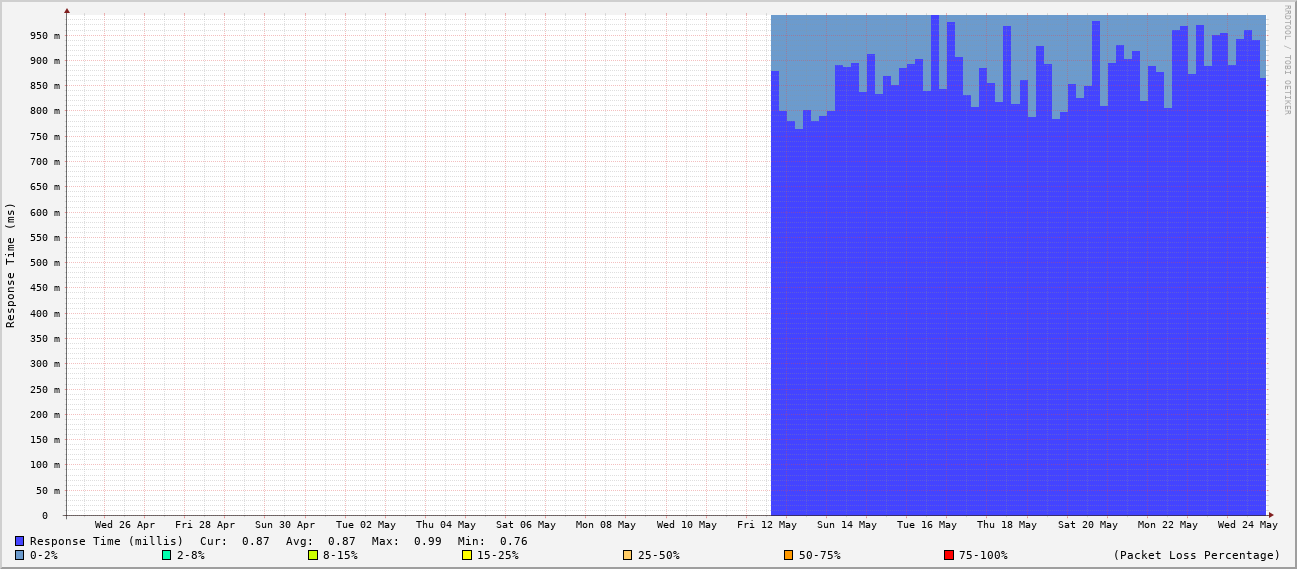 RRDTOOL / TOBI OETIKER
Response Time (ms)
950 m
900 m
850 m
800 m
750 m
700 m
650 m
600 m
550 m
500 m
450 m
400 m
350 m
300 m
250 m
200 m
150 m
100 m
50 m
0
Wed 26 Apr Fri 28 Apr Sun 30 Apr Tue 02 May Thu 04 May Sat 06 May Mon 08 May Wed 10 May Fri 12 May Sun 14 May Tue 16 May Thu 18 May Sat 20 May Mon 22 May Wed 24 May
Response Time (millis) Cur: 0.87 Avg: 0.87 Max: 0.99 Min: 0.76
0-2% 2-8% 8-15% 15-25% 25-50% 50-75% 75-100% (Packet Loss Percentage)